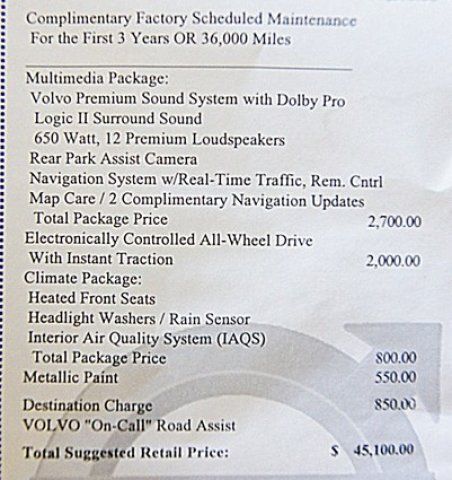 Complimentary Factory Scheduled Maintenance
For the First 3 Years OR 36,000 Miles
Multimedia Package:
Volvo Premium Sound System with Dolby Pro
Logic II Surround Sound
650 Watt, 12 Premium Loudspeakers
Rear Park Assist Camera
Navigation System w/Real-Time Traffic, Rem. Cntrl
Map Care / 2 Complimentary Navigation Updates
Total Package Price 2,700.00
Electronically Controlled All-Wheel Drive
With Instant Traction 2,000.00
Climate Package:
Heated Front Seats
Headlight Washers / Rain Sensor
Interior Air Quality System (IAQS)
Total Package Price 800.00
Metallic Paint 550.00
Destination Charge 850.00
VOLVO "On-Call" Road Assist
Total Suggested Retail Price: $ 45,100.00